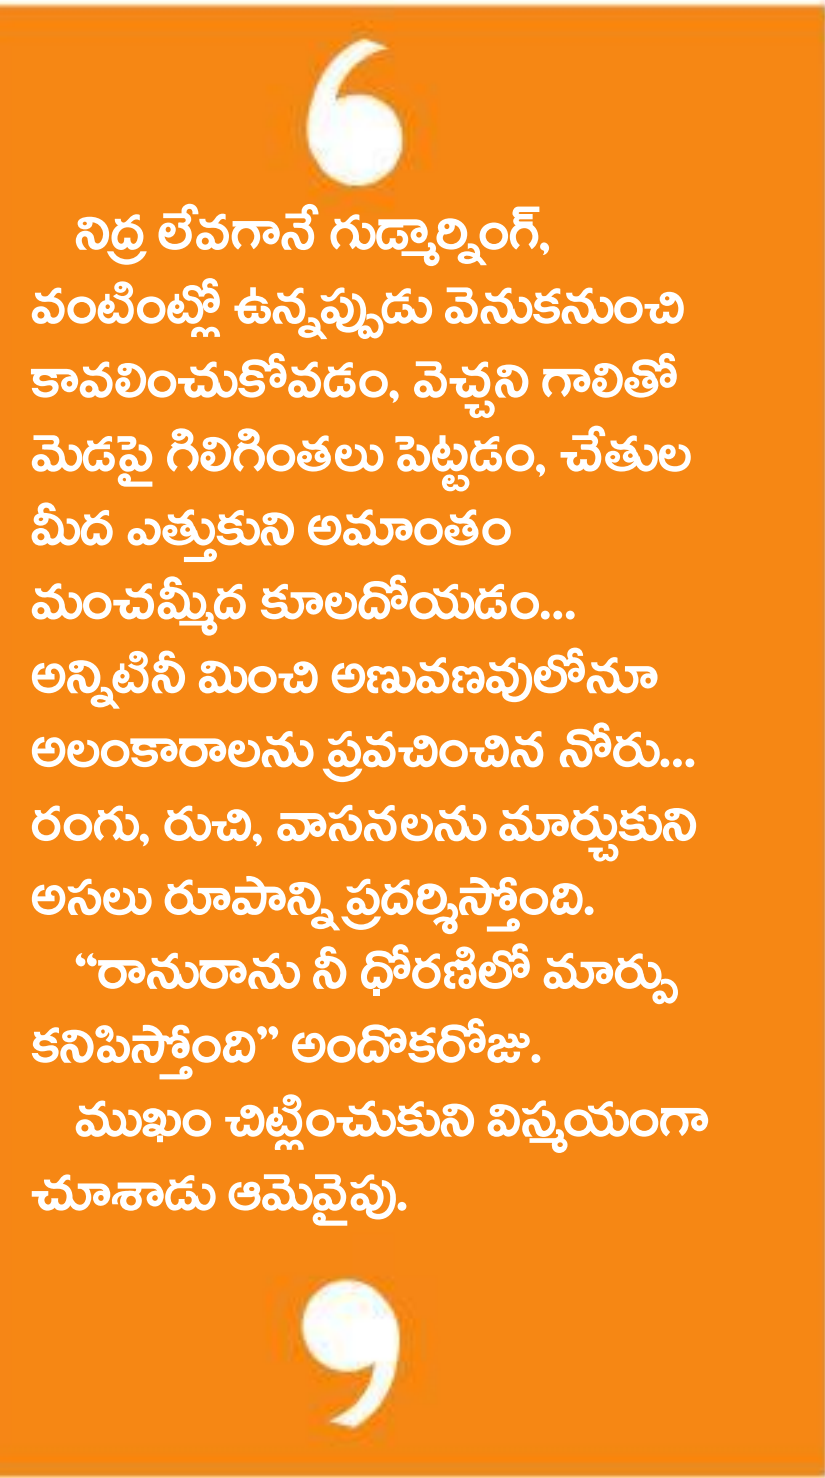 నిద్ర లేవగానే గుడ్మార్నింగ్,
వంటింట్లో ఉన్నప్పుడు వెనుకనుంచి
కావలించుకోవడం, వెచ్చని గాలితో
మెడపై గిలిగింతలు పెట్టడం, చేతుల
మీద ఎత్తుకుని అమాంతం
మంచమ్మీద కూలదోయడం...
అన్నిటినీ మించి అణువణవులోనూ
అలంకారాలను ప్రవచించిన నోరు...
రంగు, రుచి, వాసనలను మార్చుకుని
అసలు రూపాన్ని ప్రదర్శిస్తోంది.
“రానురాను నీ ధోరణిలో మార్పు
కనిపిస్తోంది” అందొకరోజు.
ముఖం చిట్లించుకుని విస్మయంగా
చూశాడు ఆమెవైపు.